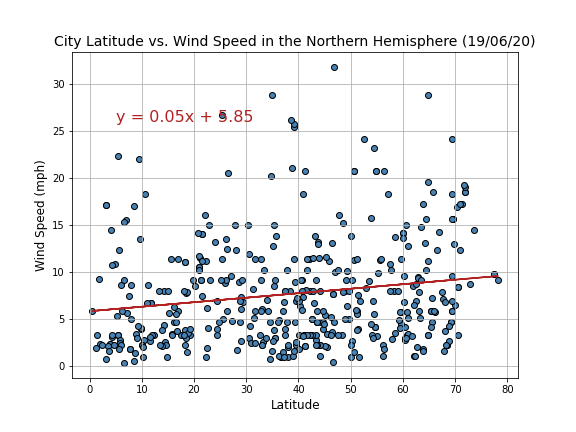 City Latitude vs. Wind Speed in the Northern Hemisphere (19/06/20)
y = 0.05x + 5.85
Wind Speed (mph)
30
25
20
15
10
5
0
0 10 20 30 40 50 60 70 80
Latitude